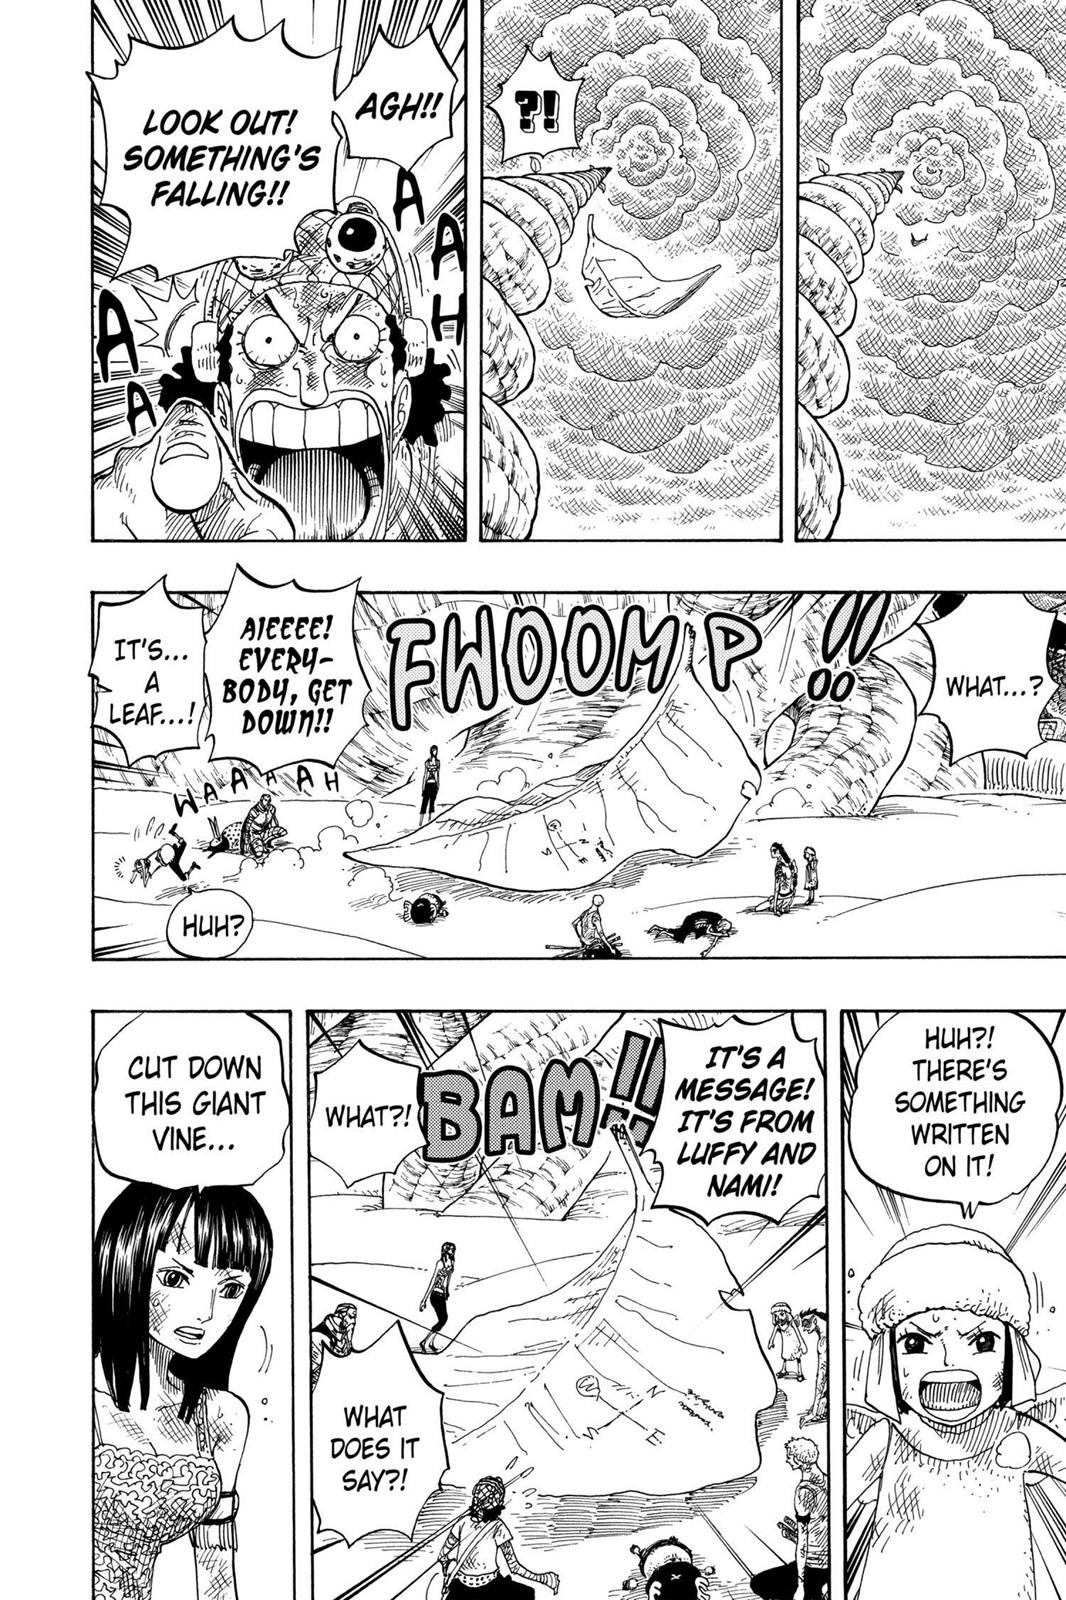 ?!
AGH!!
LOOK OUT!
SOMETHING'S
FALLING!!
AAH
AAA
WHAT...?
FWOOMP!!
AIEEEE!
EVERY-
BODY, GET
DOWN!!
IT'S...
A
LEAF...!
WAAAAH
HUH?
HUH?!
THERE'S
SOMETHING
WRITTEN
ON IT!
IT'S A
MESSAGE!
IT'S FROM
LUFFY AND
NAMI!
BAM!!
WHAT?!
WHAT
DOES IT
SAY?!
CUT DOWN
THIS GIANT
VINE...